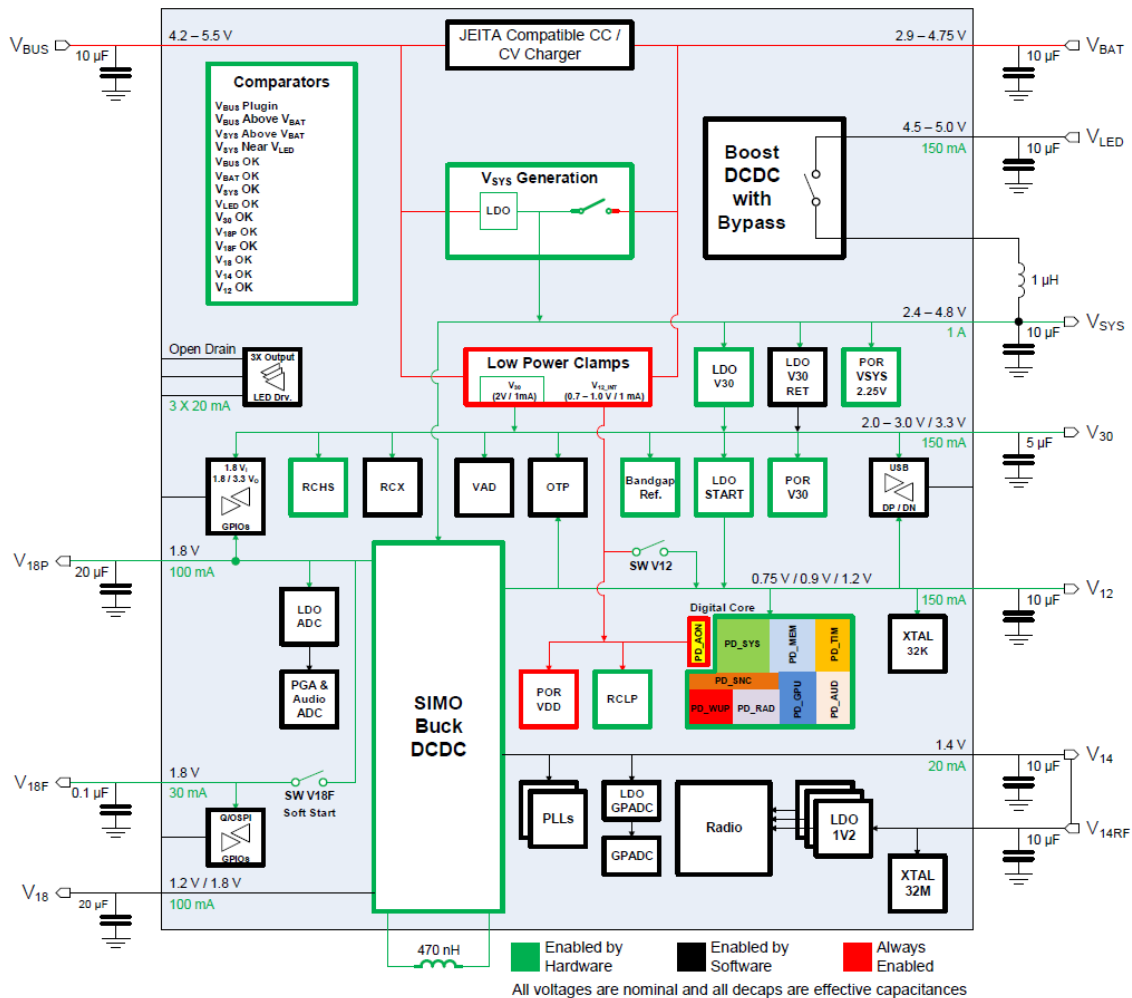 VBUS
4.2 – 5.5 V
10 µF
JEITA Compatible CC /
CV Charger
2.9 – 4.75 V
VBAT
10 µF
Comparators
VBUS Plugin
VBUS Above VBAT
VSYS Above VBAT
VSYS Near VLED
VBUS OK
VBAT OK
VSYS OK
VLED OK
V30 OK
V18P OK
V18F OK
V18 OK
V14 OK
V12 OK
VSYS Generation
LDO
Boost
DCDC
with
Bypass
4.5 – 5.0 V
150 mA
VLED
10 µF
1 µH
2.4 – 4.8 V
1 A
VSYS
10 µF
Open Drain
3X Output
LED Drv.
3 X 20 mA
Low Power Clamps
V30
(2V / 1mA)
V12_INT
(0.7 – 1.0 V / 1 mA)
LDO
V30
LDO
V30
RET
POR
VSYS
2.25V
2.0 – 3.0 V / 3.3 V
150 mA
V30
5 µF
1.8 VI
1.8 / 3.3 VO
GPIOs
RCHS
RCX
VAD
OTP
Bandgap
Ref.
LDO
START
POR
V30
USB
DP / DN
V18P
1.8 V
100 mA
20 µF
SW V12
0.75 V / 0.9 V / 1.2 V
150 mA
V12
10 µF
LDO
ADC
PGA &
Audio
ADC
SIMO
Buck
DCDC
Digital Core
PD_AON
PD_SYS
PD_MEM
PD_TIM
PD_SNC
PD_WUP
PD_RAD
PD_GPU
PD_AUD
XTAL
32K
POR
VDD
RCLP
V18F
1.8 V
30 mA
0.1 µF
SW V18F
Soft Start
Q/OSPI
GPIOs
1.4 V
20 mA
V14
10 µF
PLLs
LDO
GPADC
GPADC
Radio
LDO
1V2
V14RF
10 µF
XTAL
32M
V18
1.2 V / 1.8 V
100 mA
20 µF
470 nH
Enabled by
Hardware
Enabled by
Software
Always
Enabled
All voltages are nominal and all decaps are effective capacitances